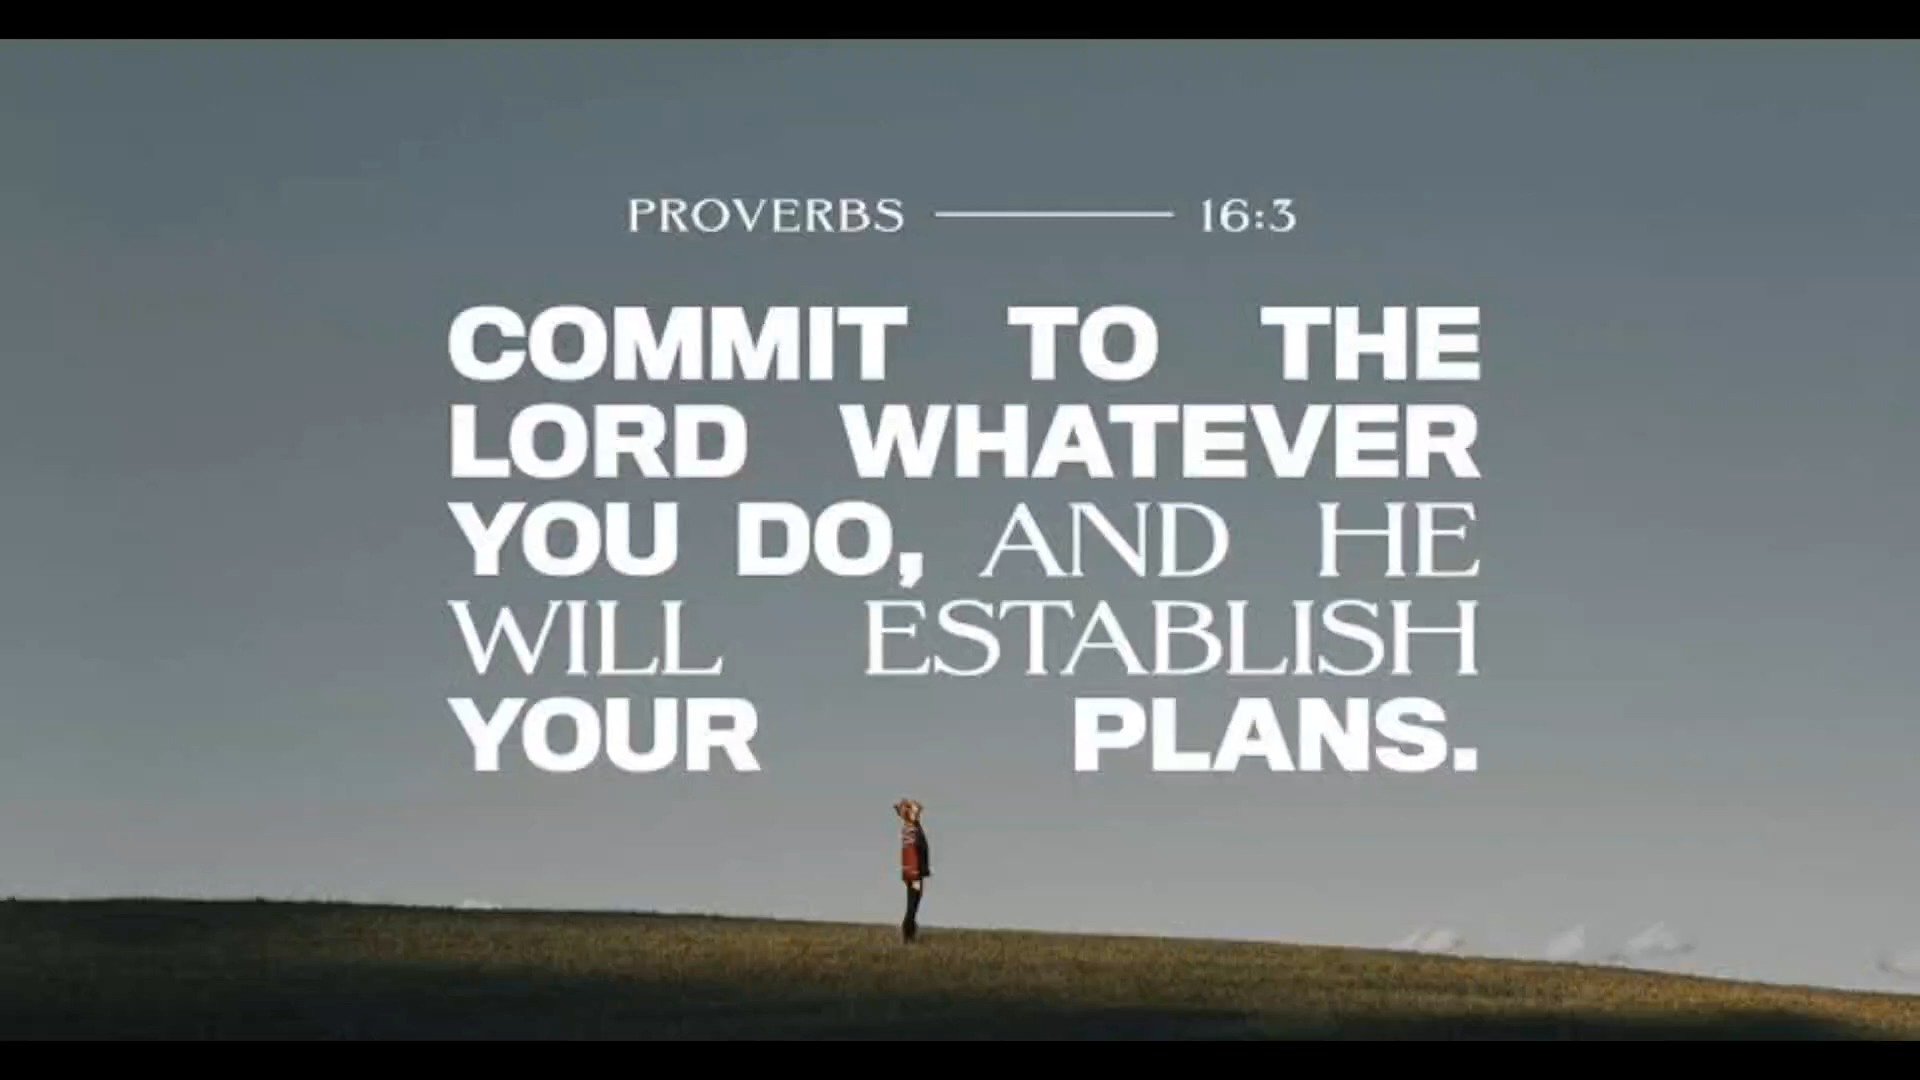 PROVERBS 16:3
COMMIT TO THE
LORD WHATEVER
YOU DO, AND HE
WILL ESTABLISH
YOUR PLANS.